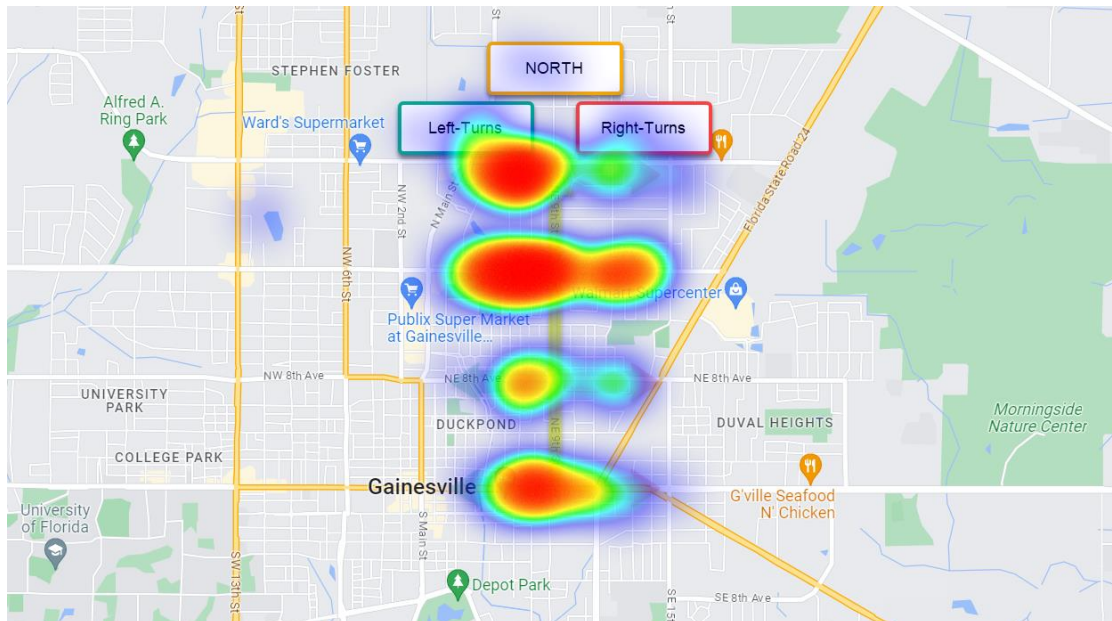 STEPHEN FOSTER
NORTH
Alfred A.
Ring Park
Ward's Supermarket
Left-Turns
Right-Turns
NW 2nd St
N Main St
Florida State Road 24
NW 6th St
Walmart Supercenter
Publix Super Market
at Gainesville...
NW 8th Ave
NE 8th Ave
NE 8th Ave
UNIVERSITY
PARK
DUCKPOND
DUVAL HEIGHTS
Morningside
Nature Center
COLLEGE PARK
Gainesville
G'ville Seafood
N' Chicken
University
of Florida
S Main St
SW 13th St
Depot Park
SE 8th Ave